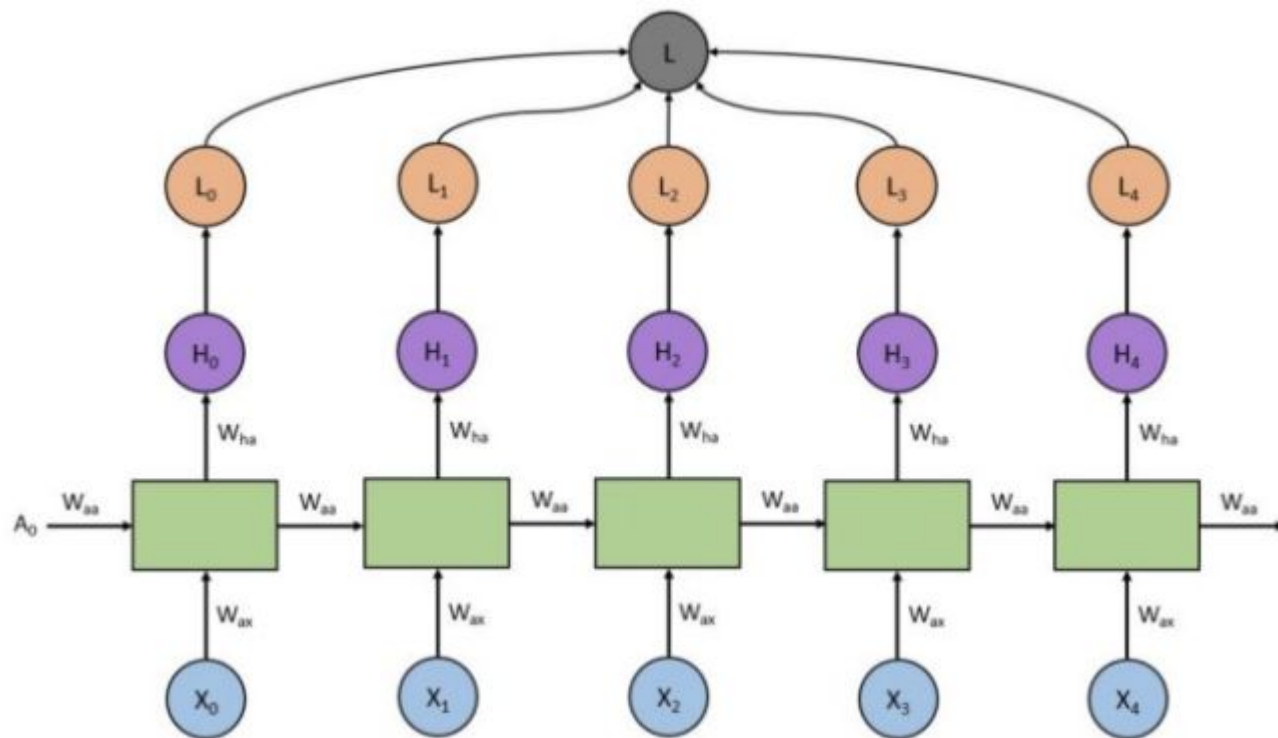 L
L₀ L₁ L₂ L₃ L₄
H₀ H₁ H₂ H₃ H₄
Wha Wha Wha Wha Wha
A₀ Waa Waa Waa Waa Waa Waa
Wax Wax Wax Wax Wax
X₀ X₁ X₂ X₃ X₄